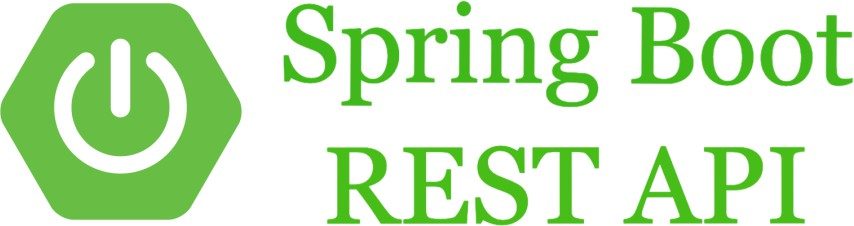 Spring Boot
REST API